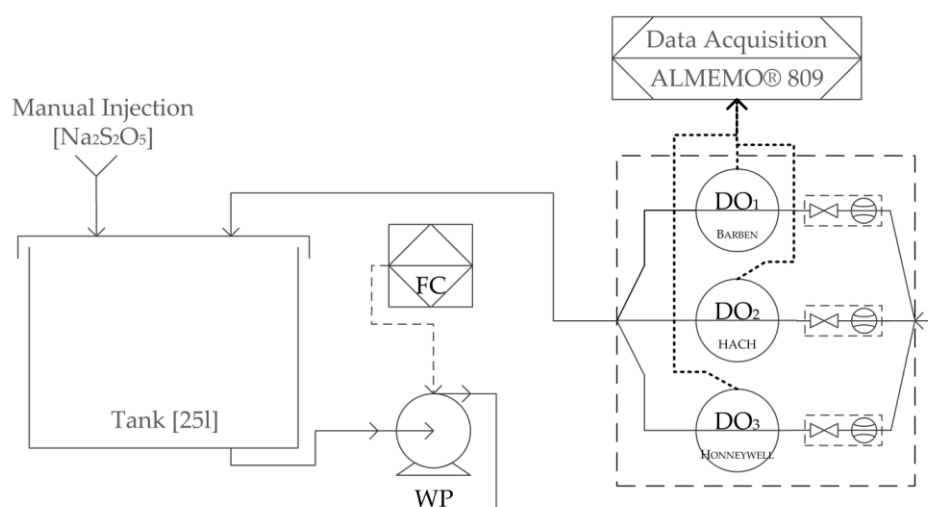 Data Acquisition
ALMEMO® 809
Manual Injection
[Na₂S₂O₅]
DO₁
BARBEN
FC
DO₂
HACH
Tank [25l]
DO₃
HONNEYWELL
WP